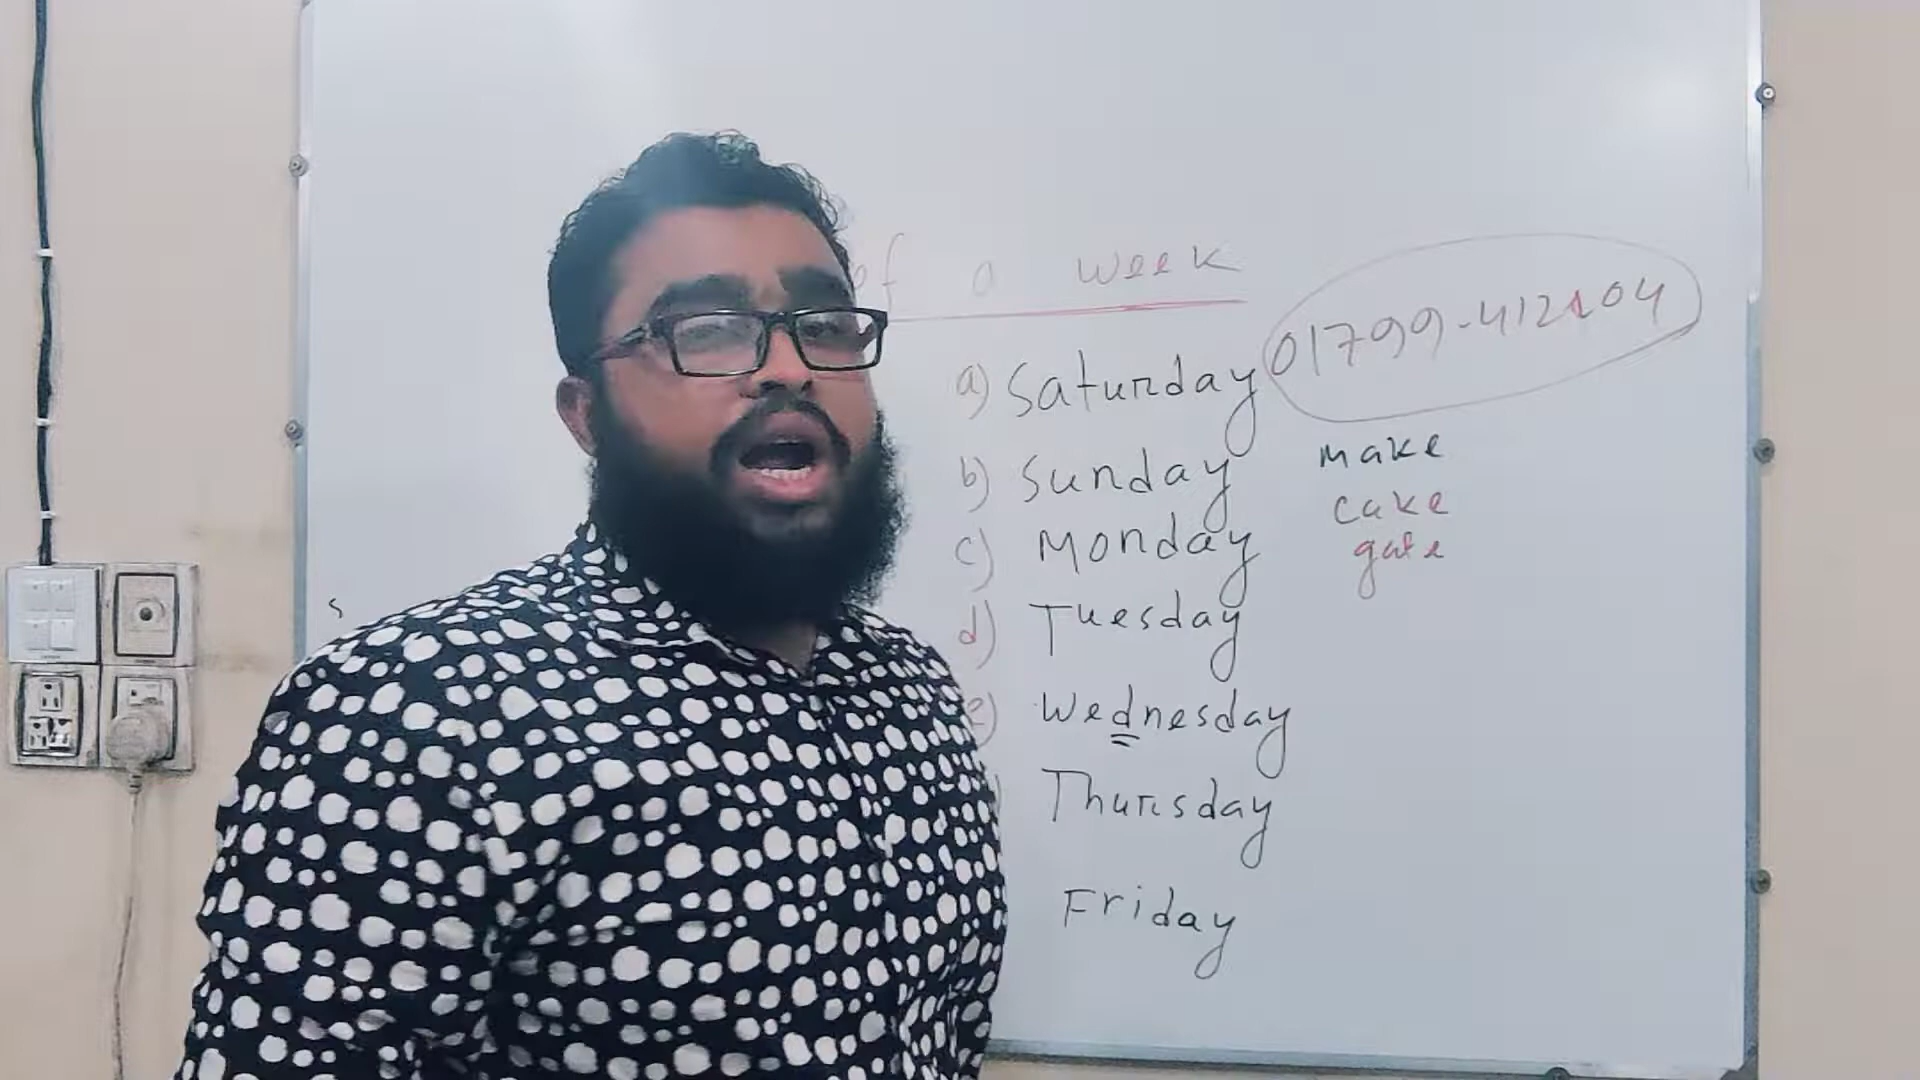 of a week
01799-412104
a) Saturday
b) Sunday
c) Monday
d) Tuesday
e) Wednesday
Thursday
Friday
make
cake
gate
s